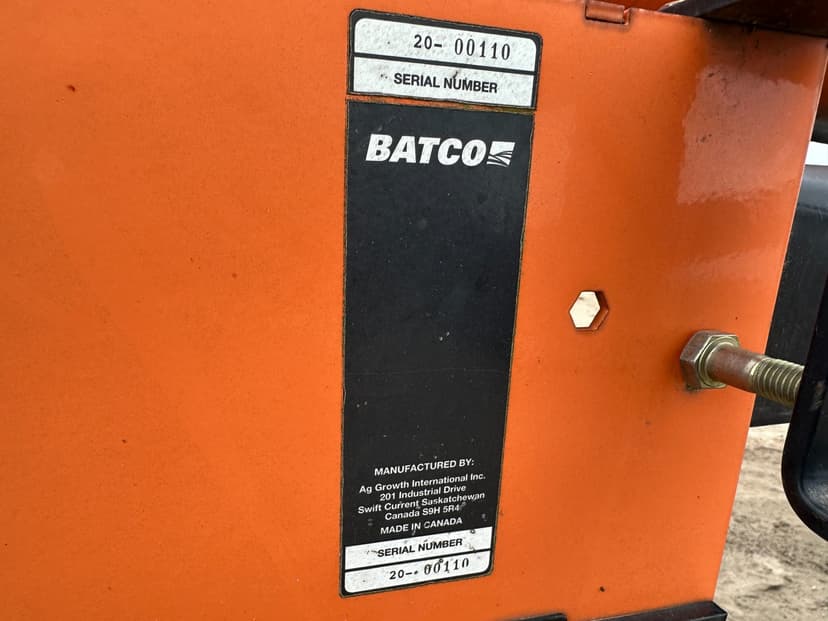 20- 00110
SERIAL NUMBER
BATCO
MANUFACTURED BY:
Ag Growth International Inc.
201 Industrial Drive
Swift Current Saskatchewan
Canada S9H 5R4
MADE IN CANADA
SERIAL NUMBER
20- 00110